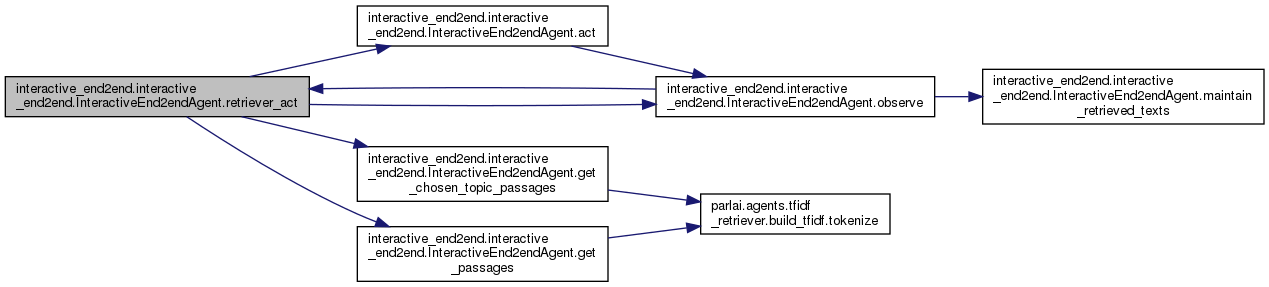 interactive_end2end.interactive
_end2end.InteractiveEnd2endAgent.retriever_act
interactive_end2end.interactive
_end2end.InteractiveEnd2endAgent.act
interactive_end2end.interactive
_end2end.InteractiveEnd2endAgent.observe
interactive_end2end.interactive
_end2end.InteractiveEnd2endAgent.maintain
_retrieved_texts
interactive_end2end.interactive
_end2end.InteractiveEnd2endAgent.get
_chosen_topic_passages
interactive_end2end.interactive
_end2end.InteractiveEnd2endAgent.get
_passages
parlai.agents.tfidf
_retriever.build_tfidf.tokenize